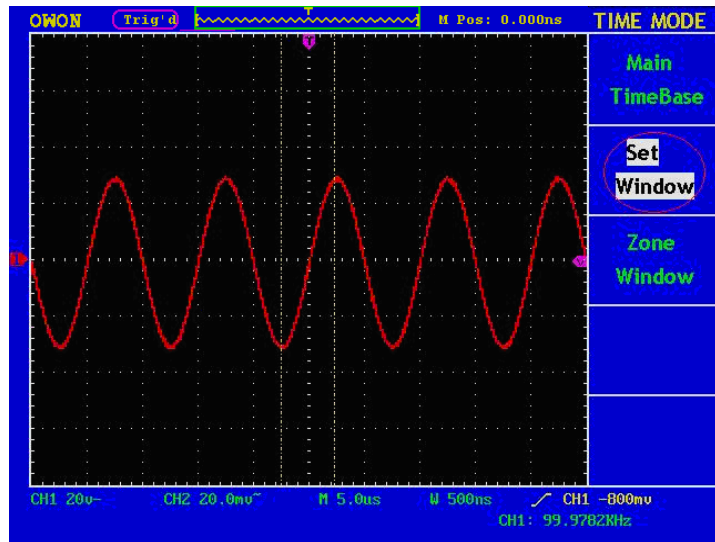 OWON Trig'd T M Pos: 0.000ns TIME MODE
T
Main
TimeBase
Set
Window
Zone
Window
1
CH1 20v- CH2 20.0mv~ M 5.0us W 500ns CH1 -800mv
CH1: 99.9782KHz